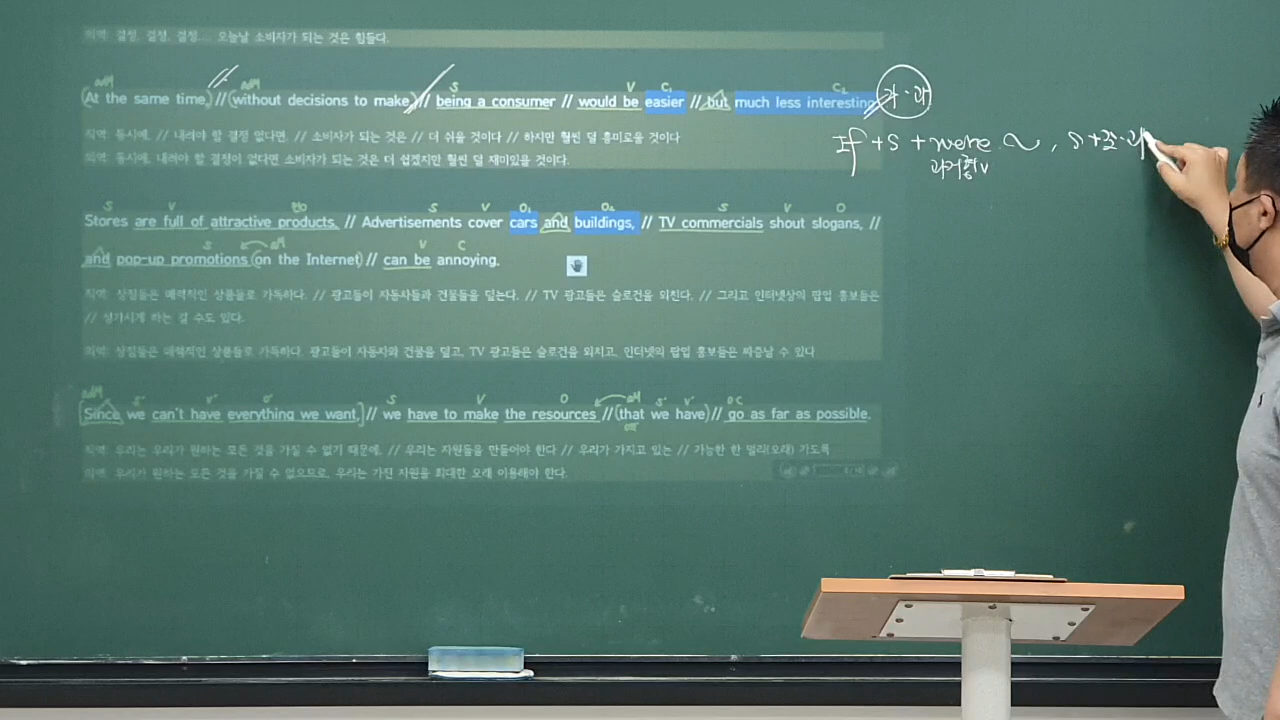 의역: 결정, 결정, 결정... 오늘날 소비자가 되는 것은 힘들다.
adM adM S V C₁ C₂
(At the same time,) // (without decisions to make) // being a consumer // would be easier // but much less interesting 과·과
직역: 동시에, // 내려야 할 결정 없다면, // 소비자가 되는 것은 // 더 쉬울 것이다 // 하지만 훨씬 덜 흥미로울 것이다
If + S + were ~, S + 조·과
과거형V
의역: 동시에, 내려야 할 결정이 없다면 소비자가 되는 것은 더 쉽겠지만 훨씬 덜 재미있을 것이다.
S V S V O₁ O₂ S V O
Stores are full of attractive products, // Advertisements cover cars and buildings, // TV commercials shout slogans, //
S adM V C
and pop-up promotions (on the Internet) // can be annoying.
직역: 상점들은 매력적인 상품들로 가득하다. // 광고들이 자동차들과 건물들을 덮는다. // TV 광고들은 슬로건을 외친다. // 그리고 인터넷상의 팝업 홍보들은
// 성가시게 하는 걸 수도 있다.
의역: 상점들은 매력적인 상품들로 가득하다. 광고들이 자동차와 건물을 덮고, TV 광고들은 슬로건을 외치고, 인터넷의 팝업 홍보들은 짜증날 수 있다
adM S' V' O' S V O adM S' V' OC
[Since we can't have everything we want,] // we have to make the resources // (that we have) // go as far as possible.
직역: 우리는 우리가 원하는 모든 것을 가질 수 없기 때문에, // 우리는 자원들을 만들어야 한다 // 우리가 가지고 있는 // 가능한 한 멀리(오래) 가도록
의역: 우리가 원하는 모든 것을 가질 수 없으므로, 우리는 가진 자원을 최대한 오래 이용해야 한다.